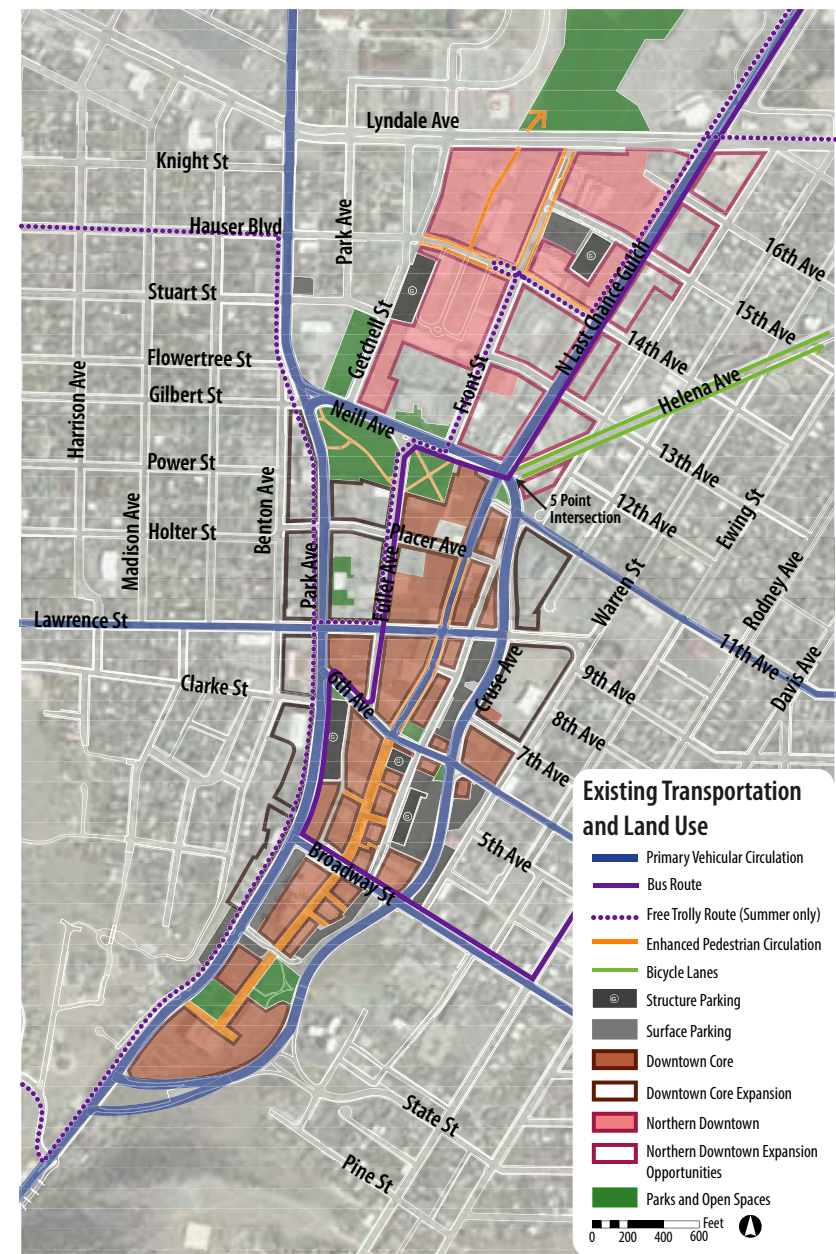 Lyndale Ave
Knight St
Park Ave
Hauser Blvd
16th Ave
G
Stuart St
G
15th Ave
Getchell St
N Last Chance Gulch
14th Ave
Flowertree St
Front St
Harrison Ave
Gilbert St
Helena Ave
Neill Ave
Power St
13th Ave
Benton Ave
5 Point
Intersection
12th Ave
Ewing St
Madison Ave
Holter St
Placer Ave
Park Ave
Fuller Ave
Warren St
Rodney Ave
Lawrence St
11th Ave
Davis Ave
Clarke St
6th Ave
Cruse Ave
9th Ave
8th Ave
G
G
7th Ave
G
5th Ave
Broadway St
State St
Pine St
Existing Transportation
and Land Use
Primary Vehicular Circulation
Bus Route
Free Trolly Route (Summer only)
Enhanced Pedestrian Circulation
Bicycle Lanes
G
Structure Parking
Surface Parking
Downtown Core
Downtown Core Expansion
Northern Downtown
Northern Downtown Expansion
Opportunities
Parks and Open Spaces
Feet
0 200 400 600